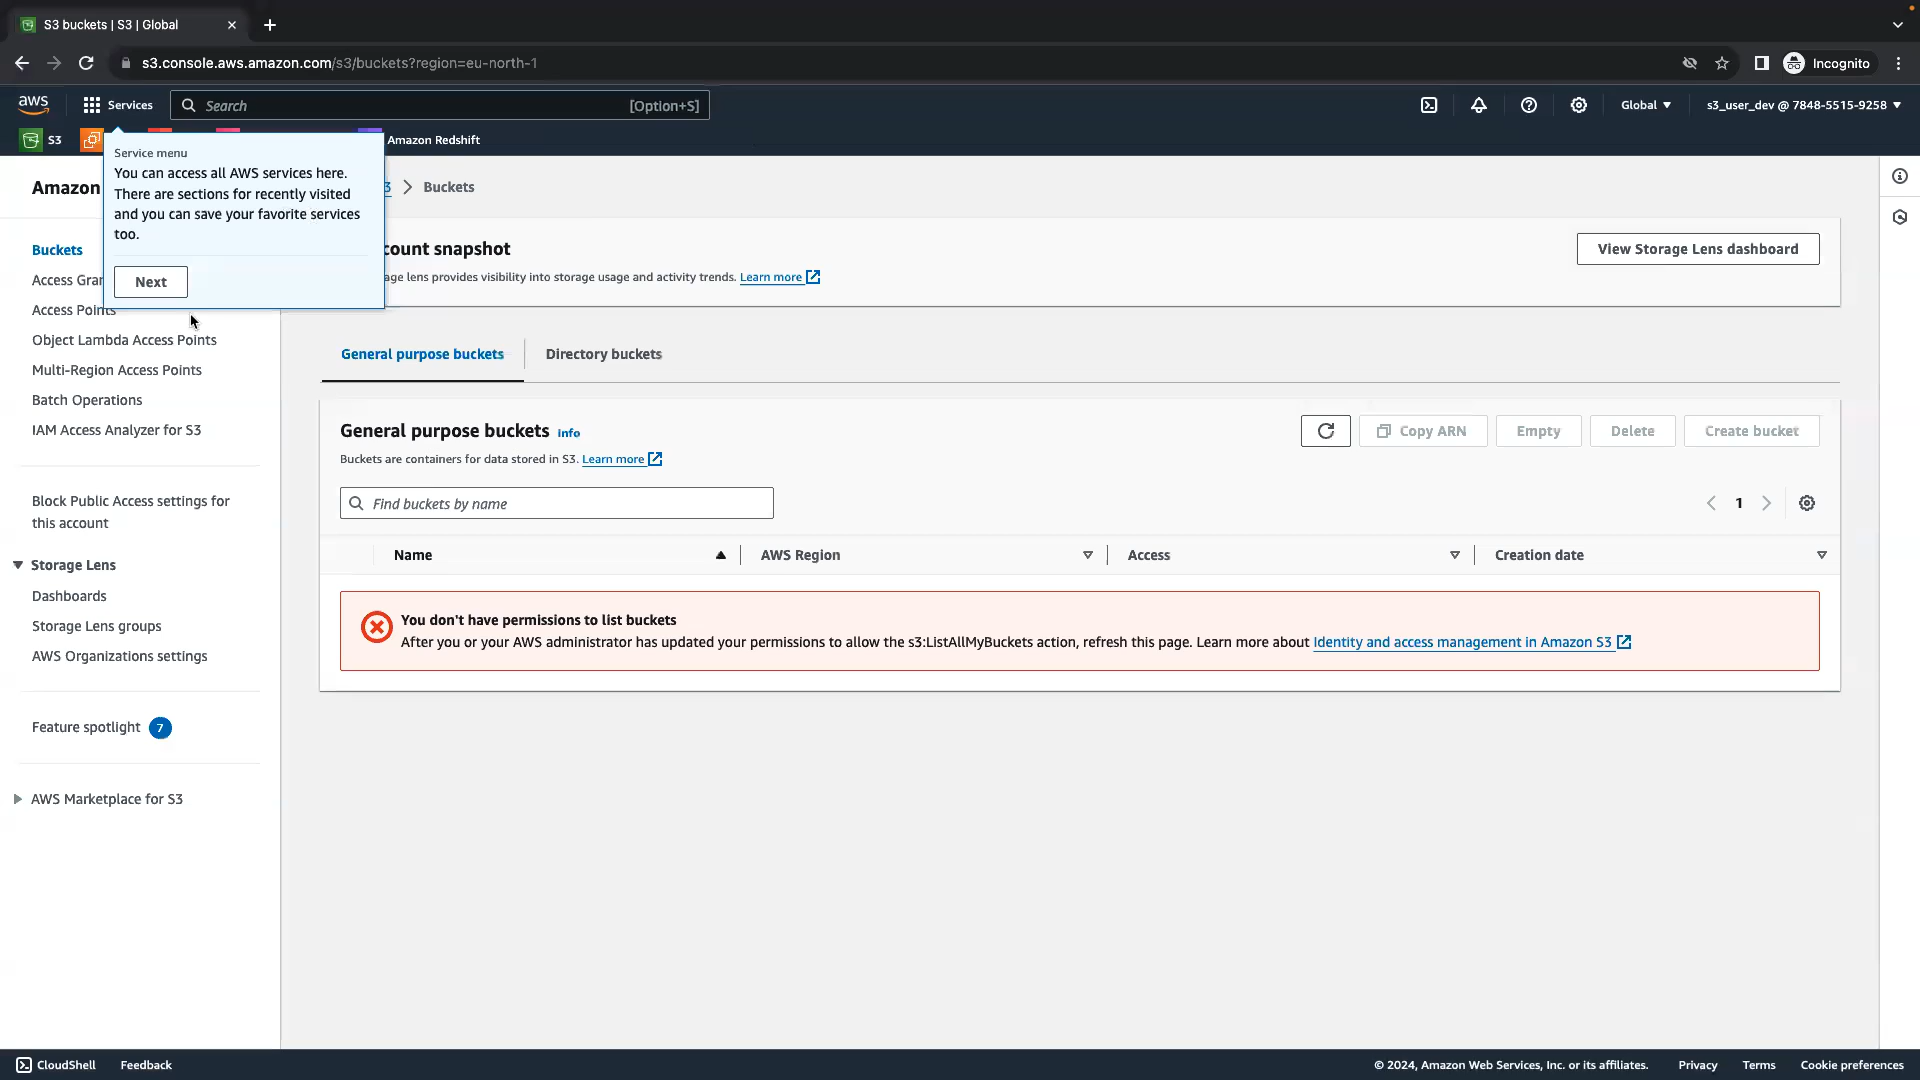 S3 buckets | S3 | Global
s3.console.aws.amazon.com/s3/buckets?region=eu-north-1
Incognito
aws
Services
Search
[Option+S]
Global
s3_user_dev @ 7848-5515-9258
S3
Amazon Redshift
Service menu
You can access all AWS services here.
There are sections for recently visited
and you can save your favorite services
too.
Next
Amazon
Buckets
Access Gran
Access Points
Object Lambda Access Points
Multi-Region Access Points
Batch Operations
IAM Access Analyzer for S3
Block Public Access settings for
this account
Storage Lens
Dashboards
Storage Lens groups
AWS Organizations settings
Feature spotlight 7
AWS Marketplace for S3
3 > Buckets
count snapshot
age lens provides visibility into storage usage and activity trends. Learn more
View Storage Lens dashboard
General purpose buckets
Directory buckets
General purpose buckets Info
Buckets are containers for data stored in S3. Learn more
Copy ARN
Empty
Delete
Create bucket
Find buckets by name
1
Name
AWS Region
Access
Creation date
You don't have permissions to list buckets
After you or your AWS administrator has updated your permissions to allow the s3:ListAllMyBuckets action, refresh this page. Learn more about Identity and access management in Amazon S3
CloudShell
Feedback
© 2024, Amazon Web Services, Inc. or its affiliates.
Privacy
Terms
Cookie preferences